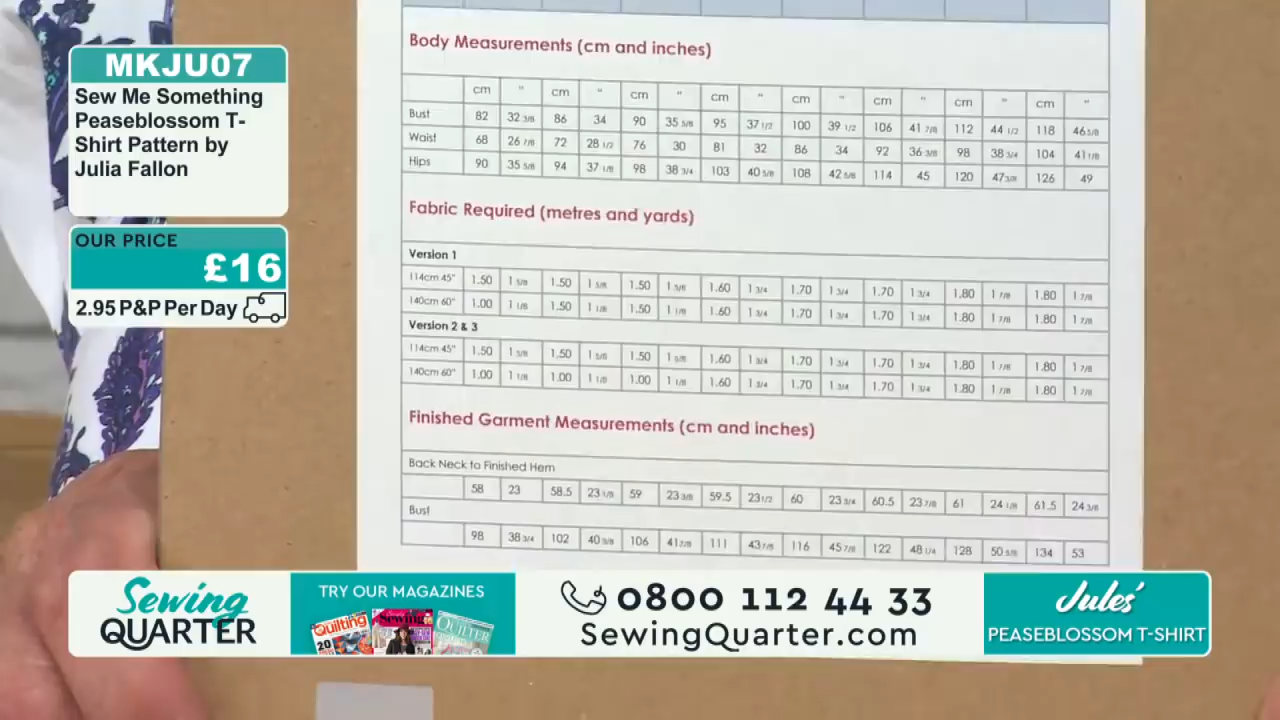 MKJU07
Sew Me Something
Peaseblossom T-
Shirt Pattern by
Julia Fallon
OUR PRICE
£16
2.95 P&P Per Day
Body Measurements (cm and inches)
cm " cm " cm " cm " cm " cm " cm " cm "
Bust 82 32 3/8 86 34 90 35 5/8 95 37 1/2 100 39 1/2 106 41 7/8 112 44 1/2 118 46 5/8
Waist 68 26 7/8 72 28 1/2 76 30 81 32 86 34 92 36 3/8 98 38 3/4 104 41 1/8
Hips 90 35 5/8 94 37 1/8 98 38 3/4 103 40 5/8 108 42 5/8 114 45 120 47 3/8 126 49
Fabric Required (metres and yards)
Version 1
114cm 45" 1.50 1 5/8 1.50 1 5/8 1.50 1 5/8 1.60 1 3/4 1.70 1 3/4 1.70 1 3/4 1.80 1 7/8 1.80 1 7/8
140cm 60" 1.00 1 1/8 1.50 1 1/8 1.50 1 1/8 1.60 1 3/4 1.70 1 3/4 1.70 1 3/4 1.80 1 7/8 1.80 1 7/8
Version 2 & 3
114cm 45" 1.50 1 5/8 1.50 1 5/8 1.50 1 5/8 1.60 1 3/4 1.70 1 3/4 1.70 1 3/4 1.80 1 7/8 1.80 1 7/8
140cm 60" 1.00 1 1/8 1.00 1 1/8 1.00 1 1/8 1.60 1 3/4 1.70 1 3/4 1.70 1 3/4 1.80 1 7/8 1.80 1 7/8
Finished Garment Measurements (cm and inches)
Back Neck to Finished Hem
58 23 58.5 23 1/8 59 23 3/8 59.5 23 1/2 60 23 3/4 60.5 23 7/8 61 24 1/8 61.5 24 3/8
Bust
98 38 3/4 102 40 3/8 106 41 7/8 111 43 7/8 116 45 7/8 122 48 1/4 128 50 5/8 134 53
Sewing
QUARTER
TRY OUR MAGAZINES
Quilting
20
Sewing
QUILTER
0800 112 44 33
SewingQuarter.com
Jules'
PEASEBLOSSOM T-SHIRT